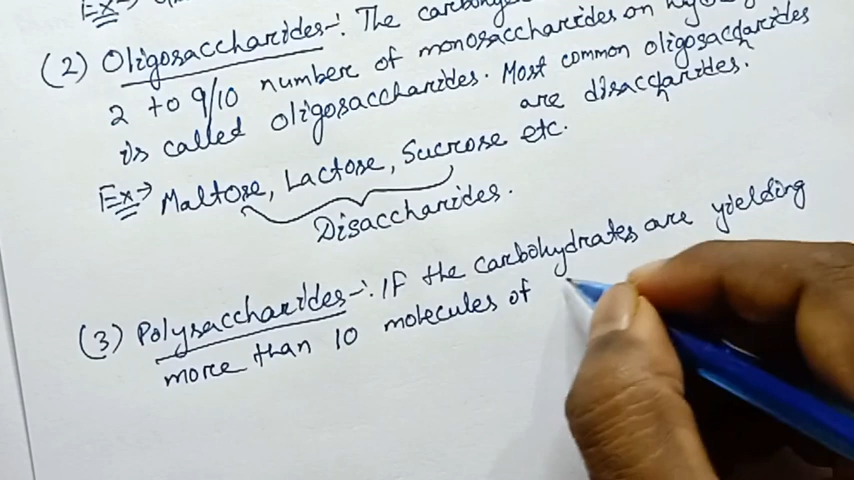 Ex→
(2) Oligosaccharides-: The
2 to 9/10 number of monosaccharides on
is called oligosaccharides. Most common oligosaccharides
are disaccharides.
Ex→ Maltose, Lactose, Sucrose etc.
Disaccharides.
(3) Polysaccharides-: If the carbohydrates are yielding
more than 10 molecules of